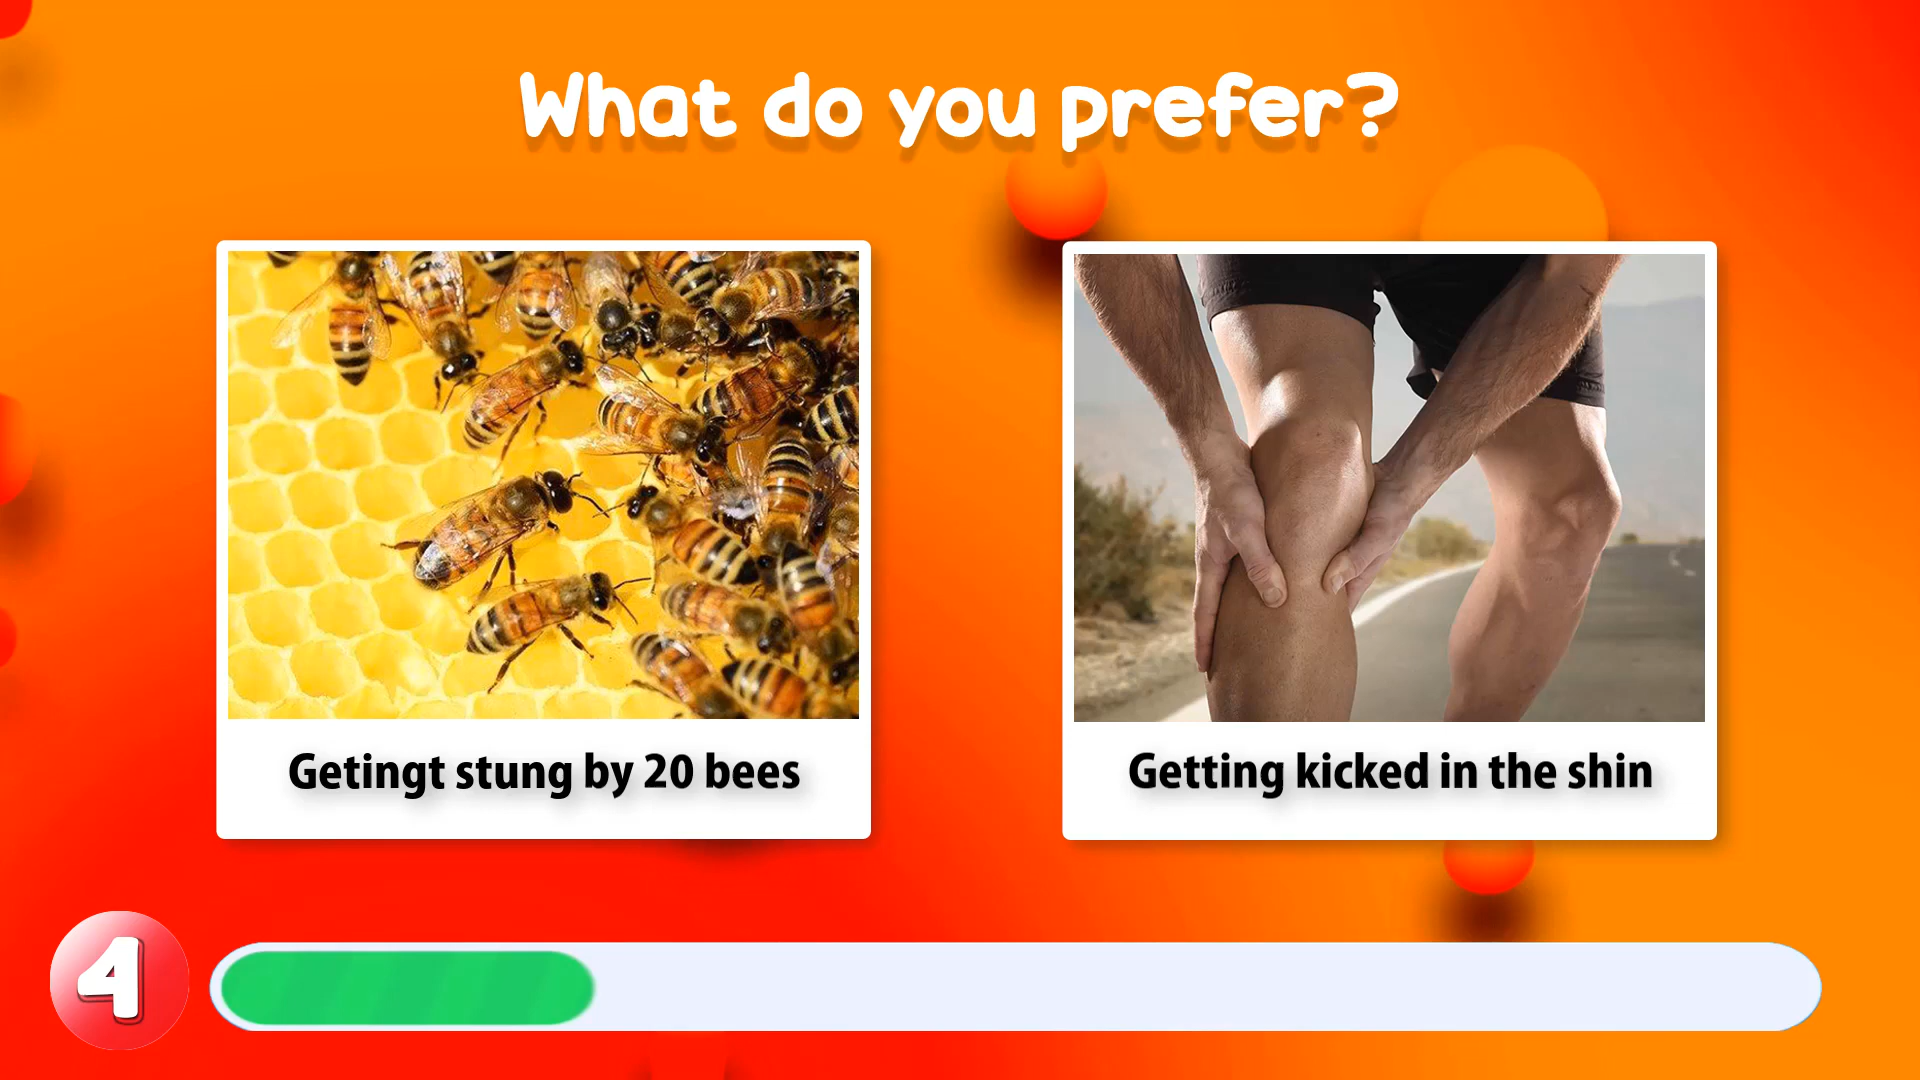 What do you prefer?
Getingt stung by 20 bees
Getting kicked in the shin
4